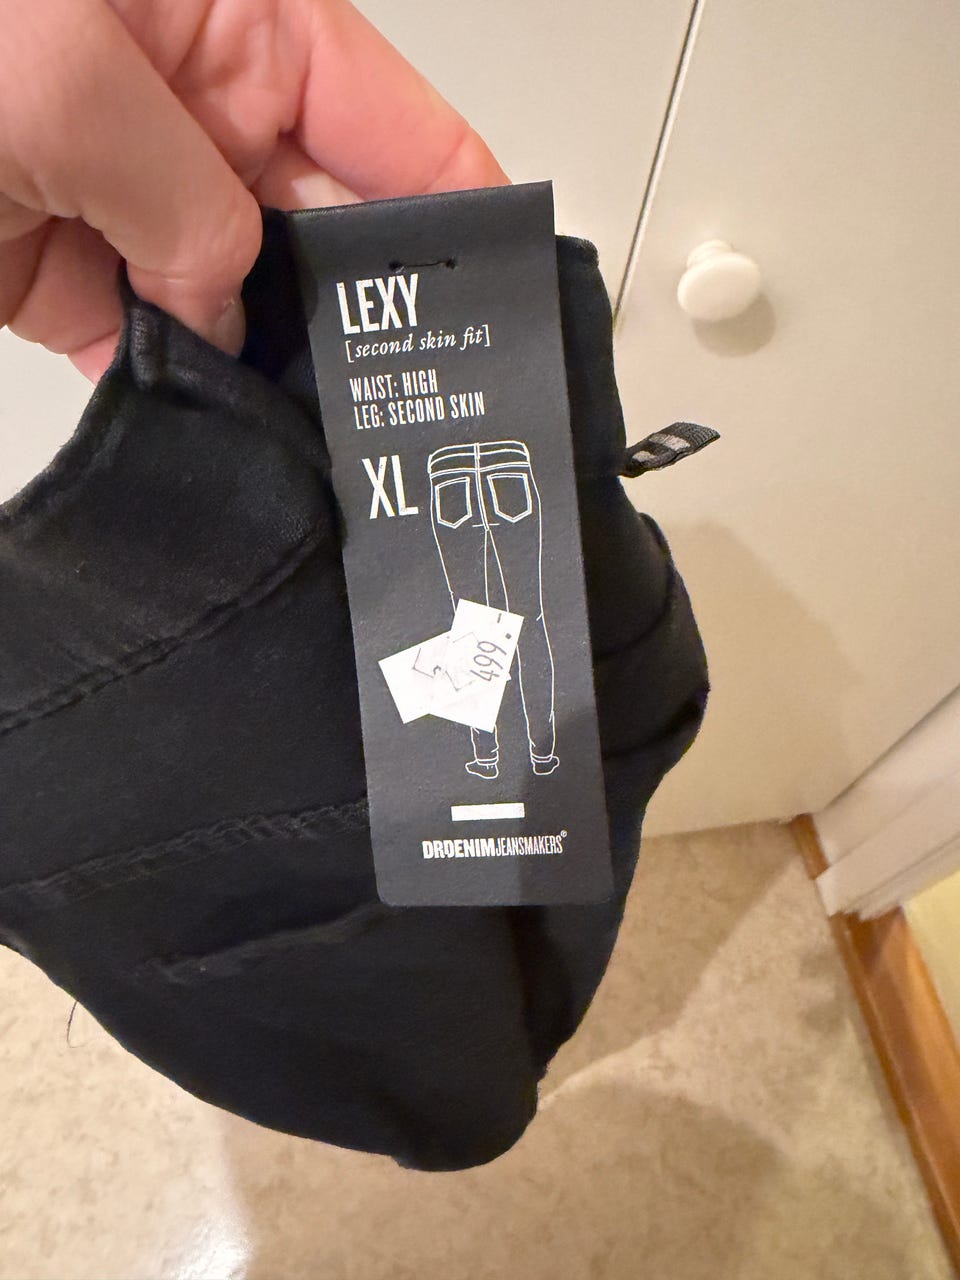 LEXY
[second skin fit]
WAIST: HIGH
LEG: SECOND SKIN
XL
499.-
DRDENIMJEANSMAKERS®